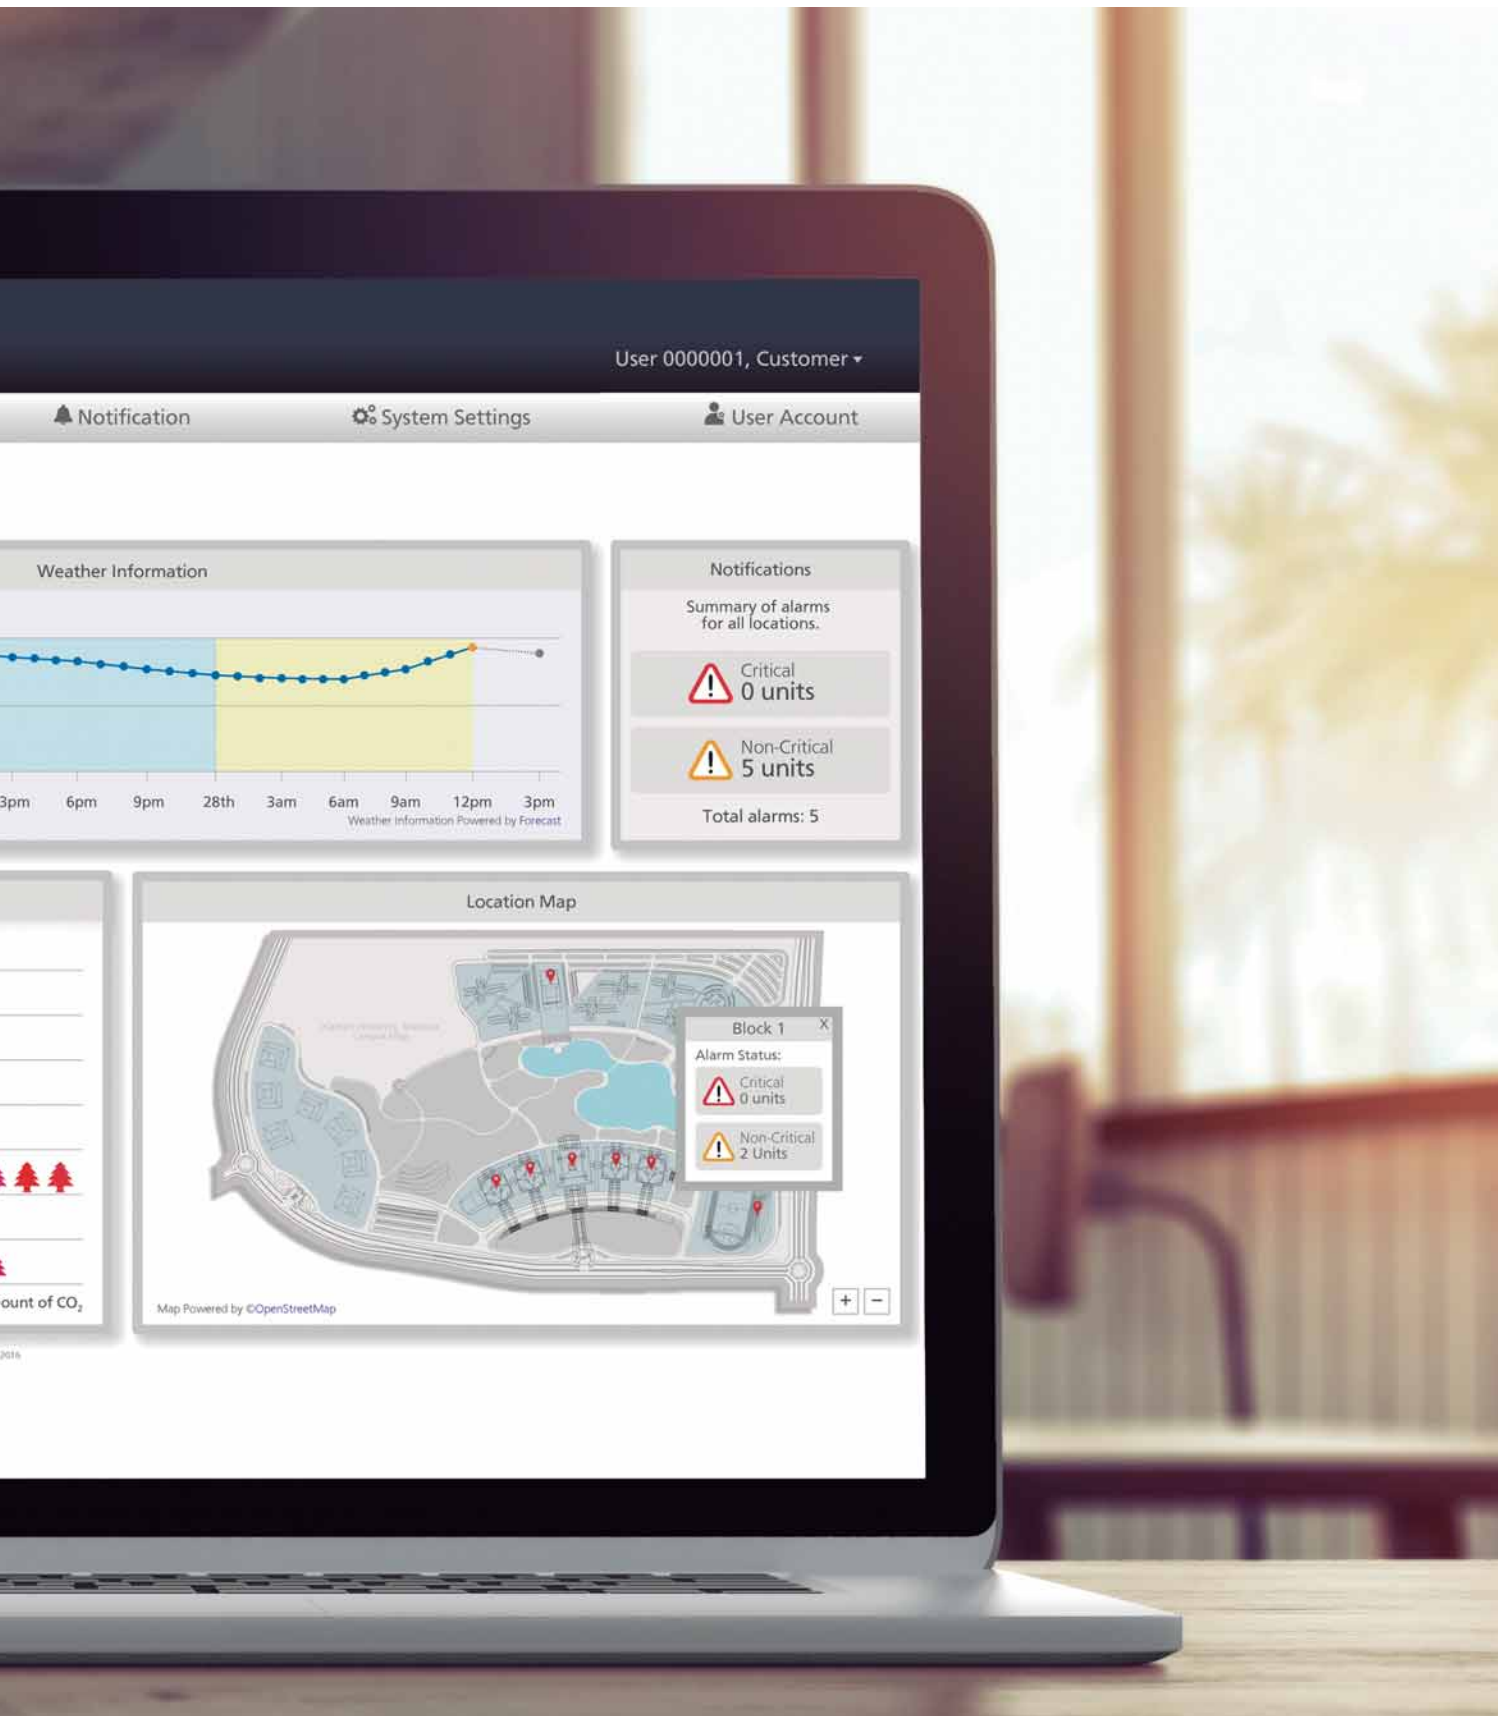 User 0000001, Customer
Notification
System Settings
User Account
Weather Information
3pm 6pm 9pm 28th 3am 6am 9am 12pm 3pm
Weather Information Powered by Forecast
Notifications
Summary of alarms
for all locations.
Critical
0 units
Non-Critical
5 units
Total alarms: 5
ount of CO₂
2016
Location Map
Block 1 X
Alarm Status:
Critical
0 units
Non-Critical
2 Units
Map Powered by ©OpenStreetMap
+ −